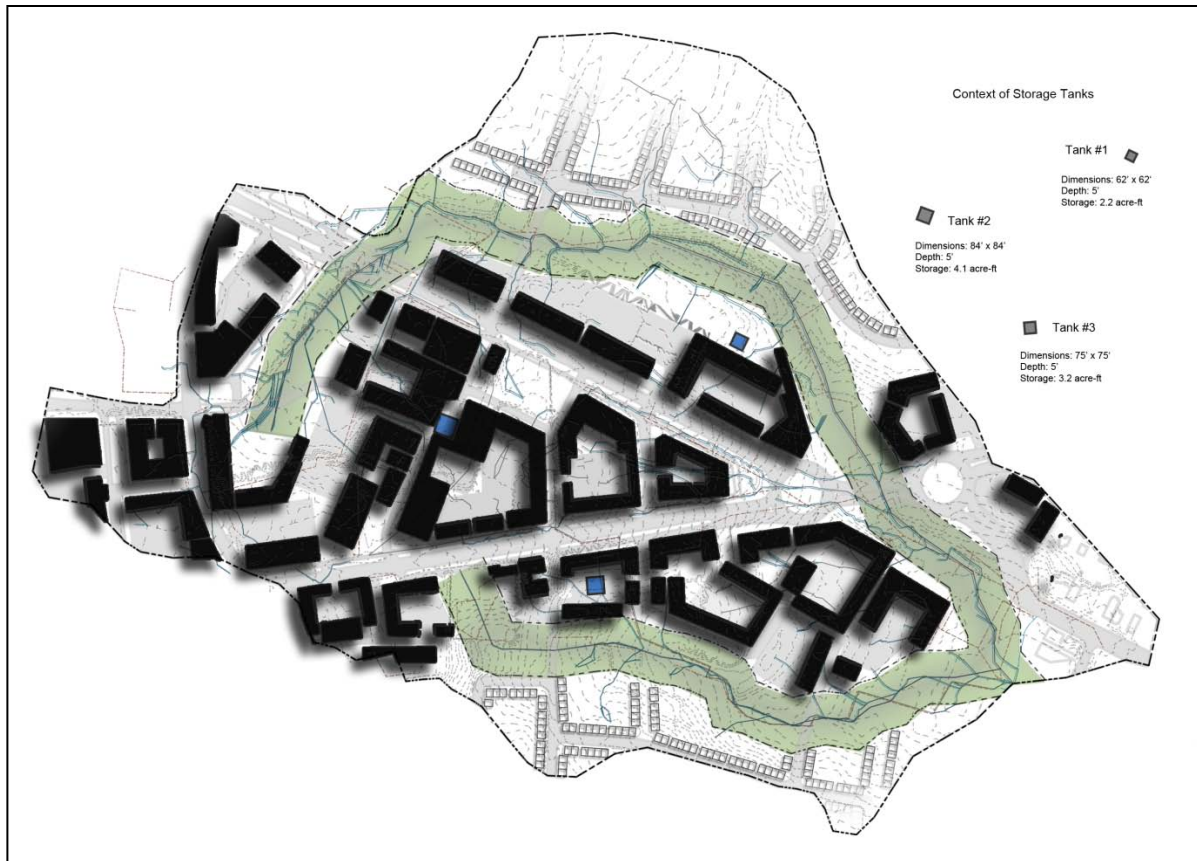 Context of Storage Tanks
Tank #1
Dimensions: 62' x 62'
Depth: 5'
Storage: 2.2 acre-ft
Tank #2
Dimensions: 84' x 84'
Depth: 5'
Storage: 4.1 acre-ft
Tank #3
Dimensions: 75' x 75'
Depth: 5'
Storage: 3.2 acre-ft